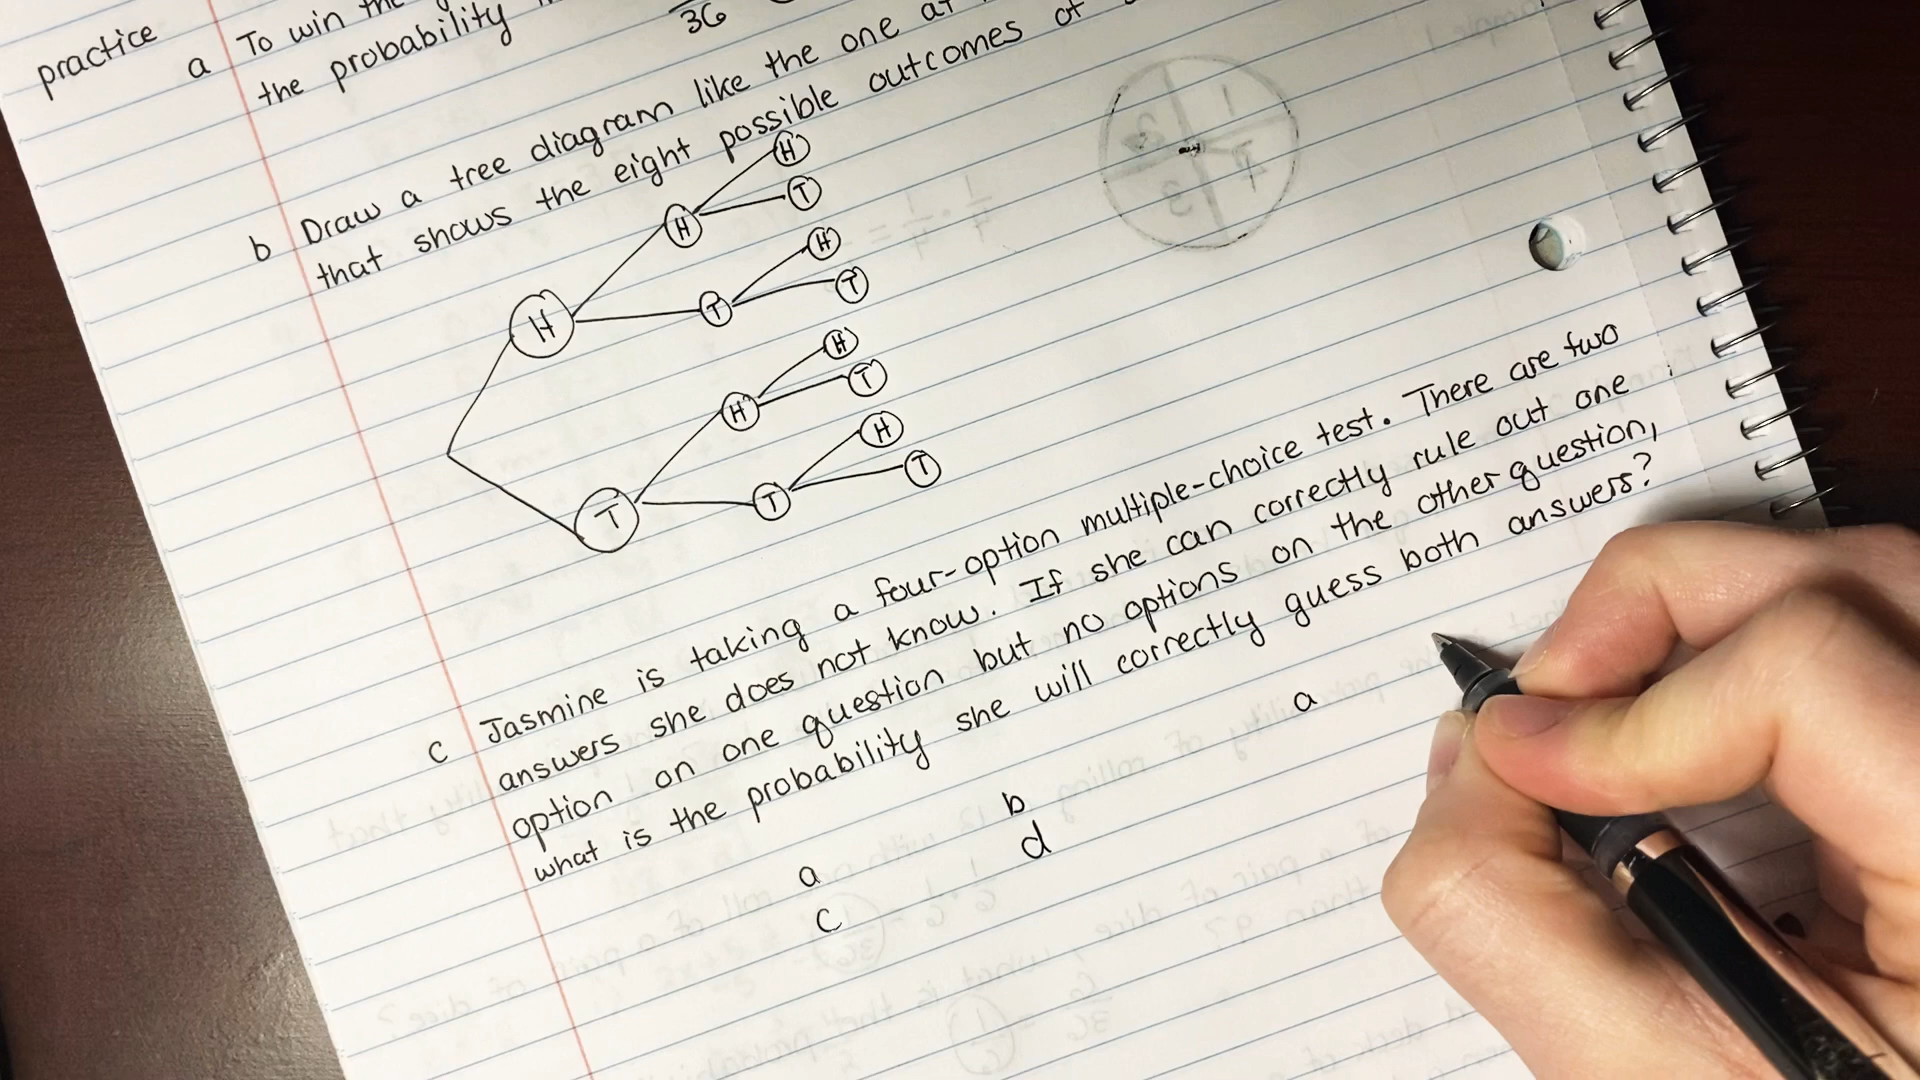 practice
a To win the
the probability
36
b Draw a tree diagram like the one at
that shows the eight possible outcomes of
H
H T
H T H T
H T
H T H T
T
c Jasmine is taking a four-option multiple-choice test. There are two
answers she does not know. If she can correctly rule out one
option on one question but no options on the other question,
what is the probability she will correctly guess both answers?
a b a
c d